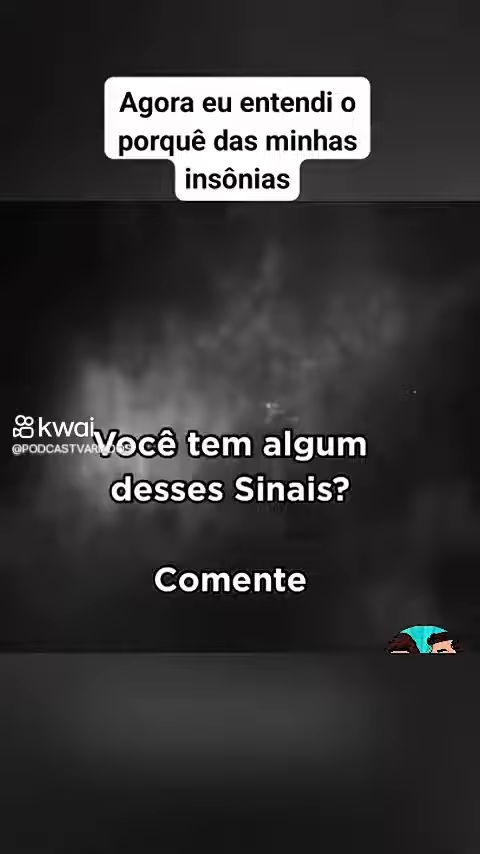 Agora eu entendi o
porquê das minhas
insônias
kwai
Você tem algum
desses Sinais?
Comente